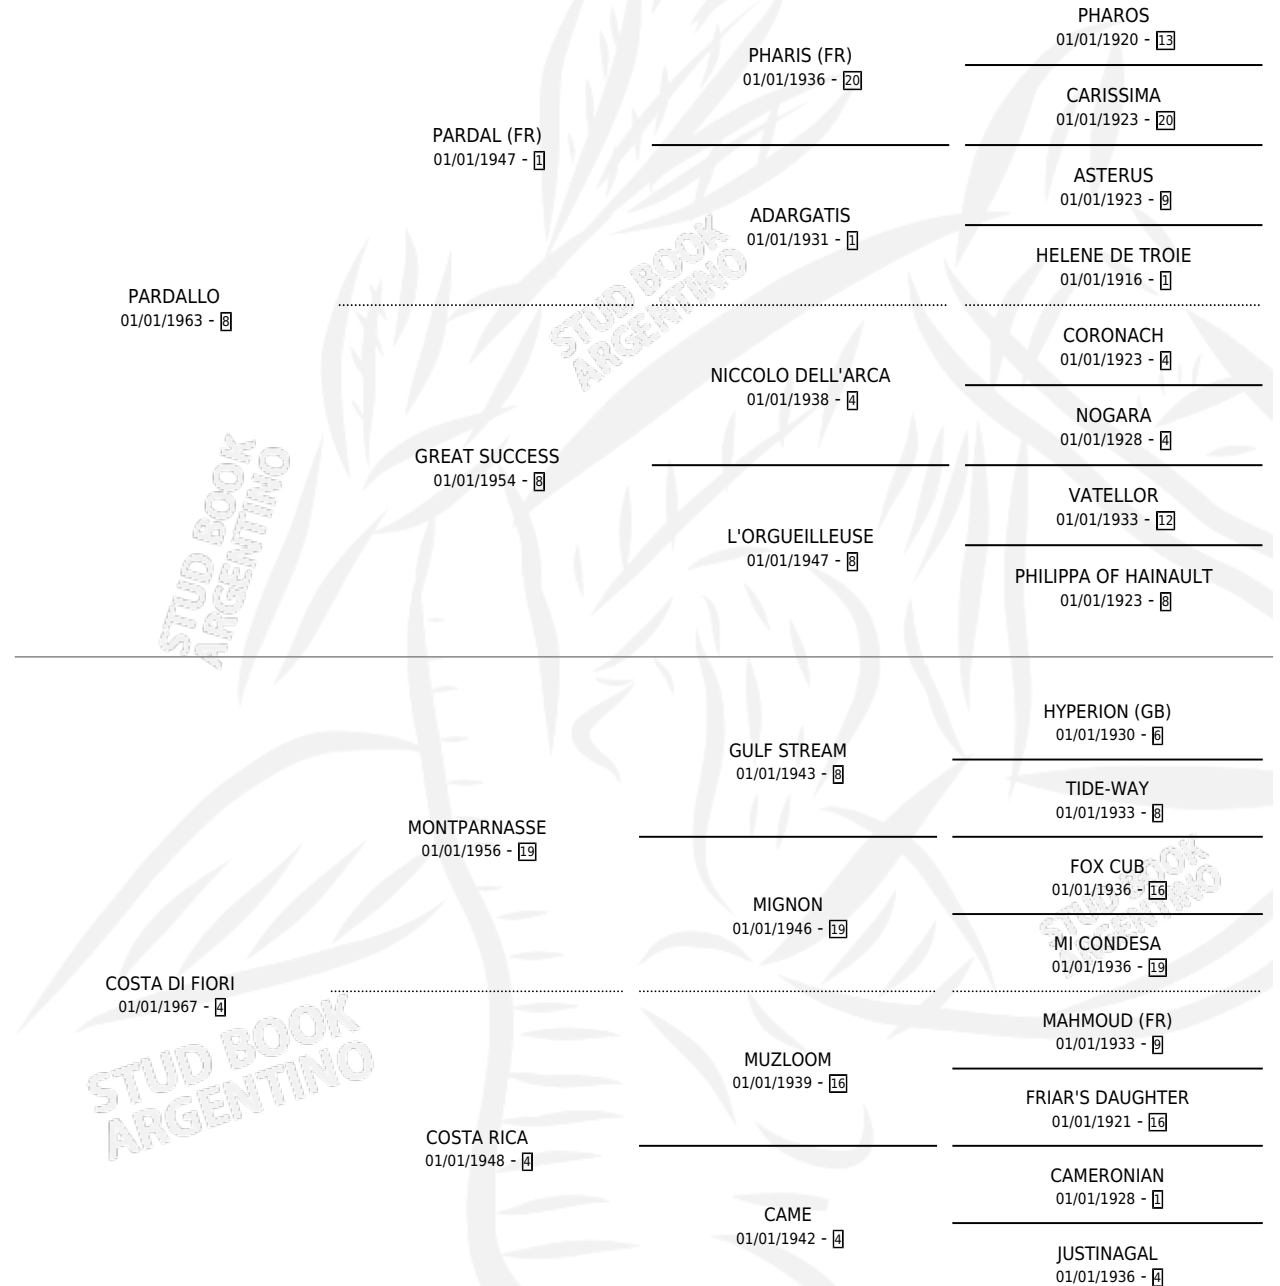 PHAROS
01/01/1920 - 13
PHARIS (FR)
01/01/1936 - 20
CARISSIMA
01/01/1923 - 20
PARDAL (FR)
01/01/1947 - 1
ASTERUS
01/01/1923 - 9
ADARGATIS
01/01/1931 - 1
HELENE DE TROIE
01/01/1916 - 1
PARDALLO
01/01/1963 - 8
CORONACH
01/01/1923 - 4
NICCOLO DELL'ARCA
01/01/1938 - 4
NOGARA
01/01/1928 - 4
GREAT SUCCESS
01/01/1954 - 8
VATELLOR
01/01/1933 - 12
L'ORGUEILLEUSE
01/01/1947 - 8
PHILIPPA OF HAINAULT
01/01/1923 - 8
HYPERION (GB)
01/01/1930 - 6
GULF STREAM
01/01/1943 - 8
TIDE-WAY
01/01/1933 - 8
MONTPARNASSE
01/01/1956 - 19
FOX CUB
01/01/1936 - 16
MIGNON
01/01/1946 - 19
MI CONDESA
01/01/1936 - 19
COSTA DI FIORI
01/01/1967 - 4
MAHMOUD (FR)
01/01/1933 - 9
MUZLOOM
01/01/1939 - 16
FRIAR'S DAUGHTER
01/01/1921 - 16
COSTA RICA
01/01/1948 - 4
CAMERONIAN
01/01/1928 - 1
CAME
01/01/1942 - 4
JUSTINAGAL
01/01/1936 - 4
STUD BOOK
ARGENTINO
STUD BOOK
ARGENTINO
STUD BOOK
ARGENTINO
STUD BOOK
ARGENTINO